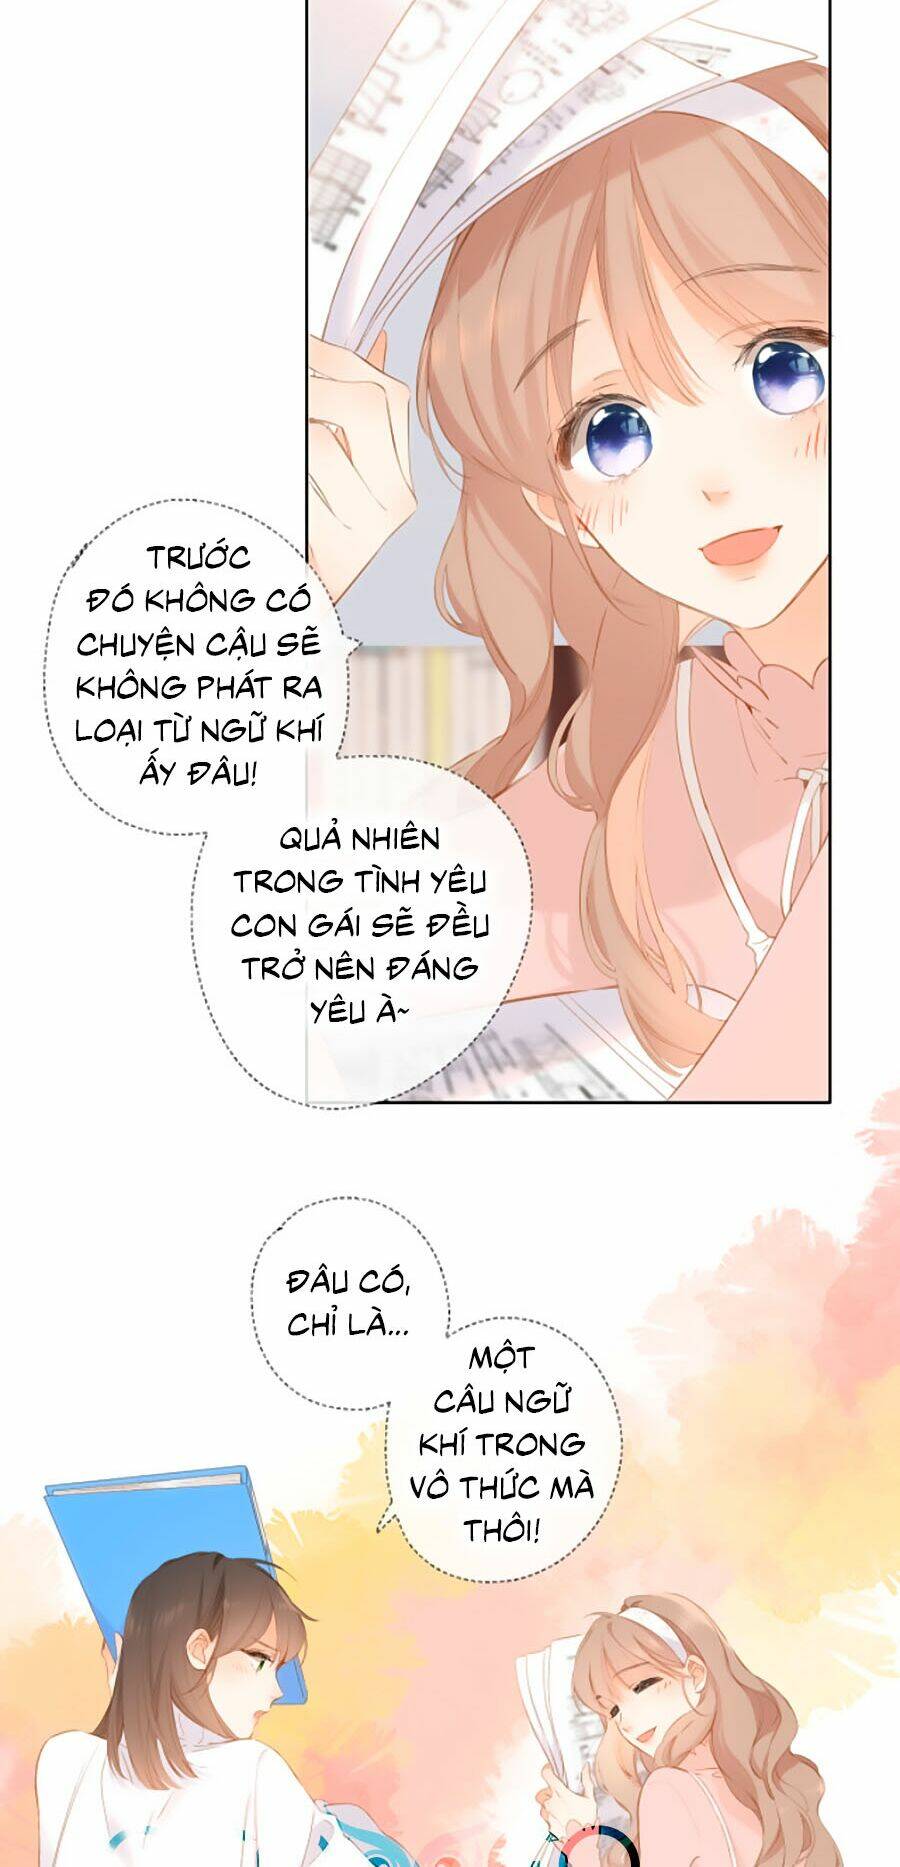 TRƯỚC
ĐÓ KHÔNG CÓ
CHUYỆN CẬU SẼ
KHÔNG PHÁT RA
LOẠI TỪ NGỮ KHÍ
ẤY ĐÂU!
QUẢ NHIÊN
TRONG TÌNH YÊU
CON GÁI SẼ ĐỀU
TRỞ NÊN ĐÁNG
YÊU À~
ĐÂU CÓ,
CHỈ LÀ...
MỘT
CÂU NGỮ
KHÍ TRONG
VÔ THỨC MÀ
THÔI!